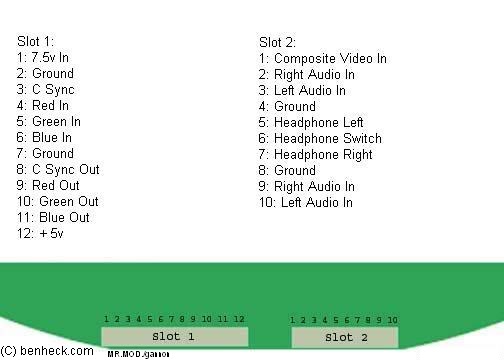 Slot 1:
1: 7.5v In
2: Ground
3: C Sync
4: Red In
5: Green In
6: Blue In
7: Ground
8: C Sync Out
9: Red Out
10: Green Out
11: Blue Out
12: +5v
Slot 2:
1: Composite Video In
2: Right Audio In
3: Left Audio In
4: Ground
5: Headphone Left
6: Headphone Switch
7: Headphone Right
8: Ground
9: Right Audio In
10: Left Audio In
1 2 3 4 5 6 7 8 9 10 11 12
Slot 1
1 2 3 4 5 6 7 8 9 10
Slot 2
(c) benheck.com